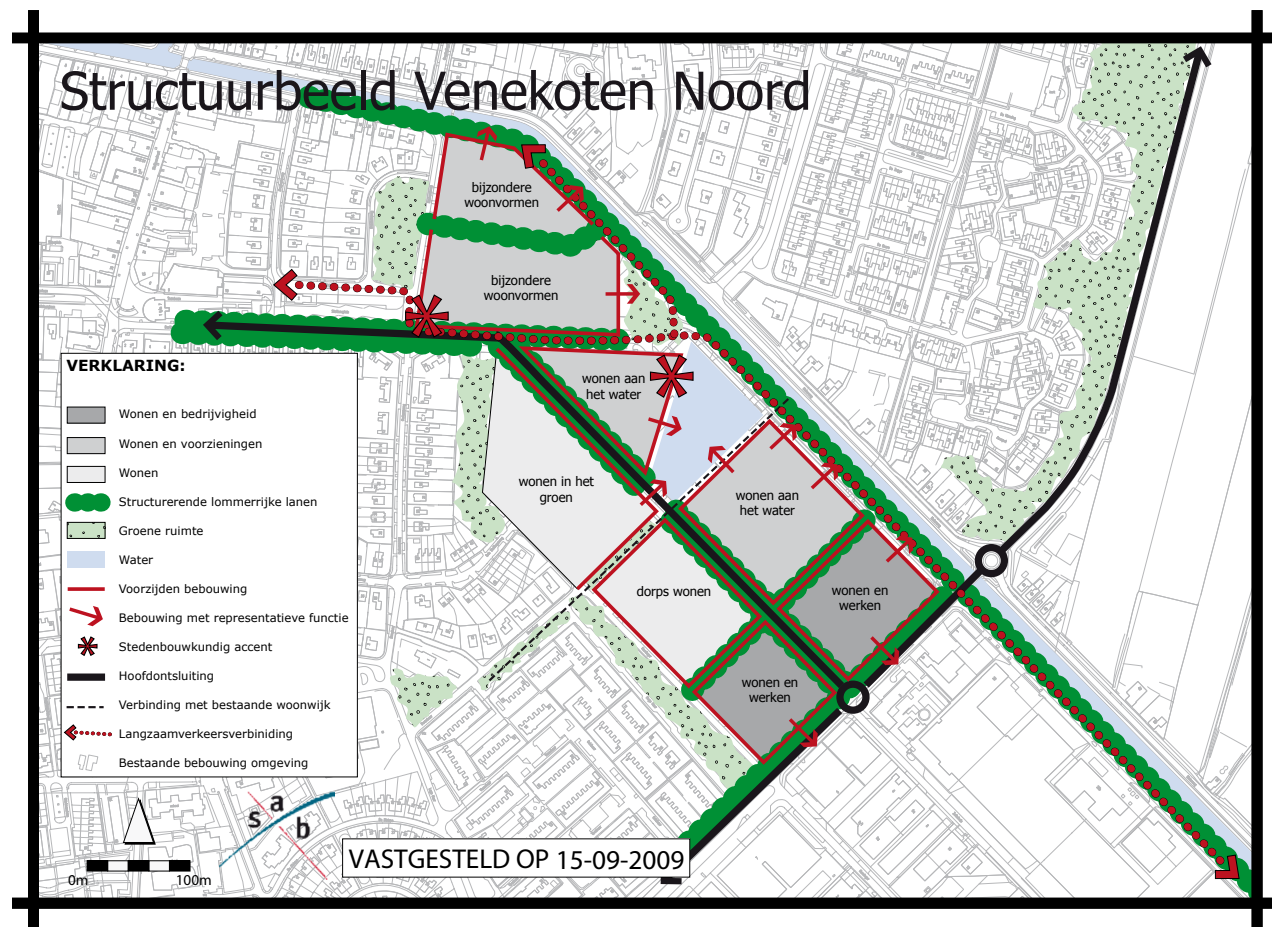 Structuurbeeld Venekoten Noord
bijzondere
woonvormen
bijzondere
woonvormen
wonen aan
het water
wonen in het
groen
wonen aan
het water
dorps wonen
wonen en
werken
wonen en
werken
VERKLARING:
Wonen en bedrijvigheid
Wonen en voorzieningen
Wonen
Structurerende lommerrijke lanen
Groene ruimte
Water
Voorzijden bebouwing
Bebouwing met representatieve functie
Stedenbouwkundig accent
Hoofdontsluiting
Verbinding met bestaande woonwijk
Langzaamverkeersverbiniding
Bestaande bebouwing omgeving
s a b
0m 100m
VASTGESTELD OP 15-09-2009